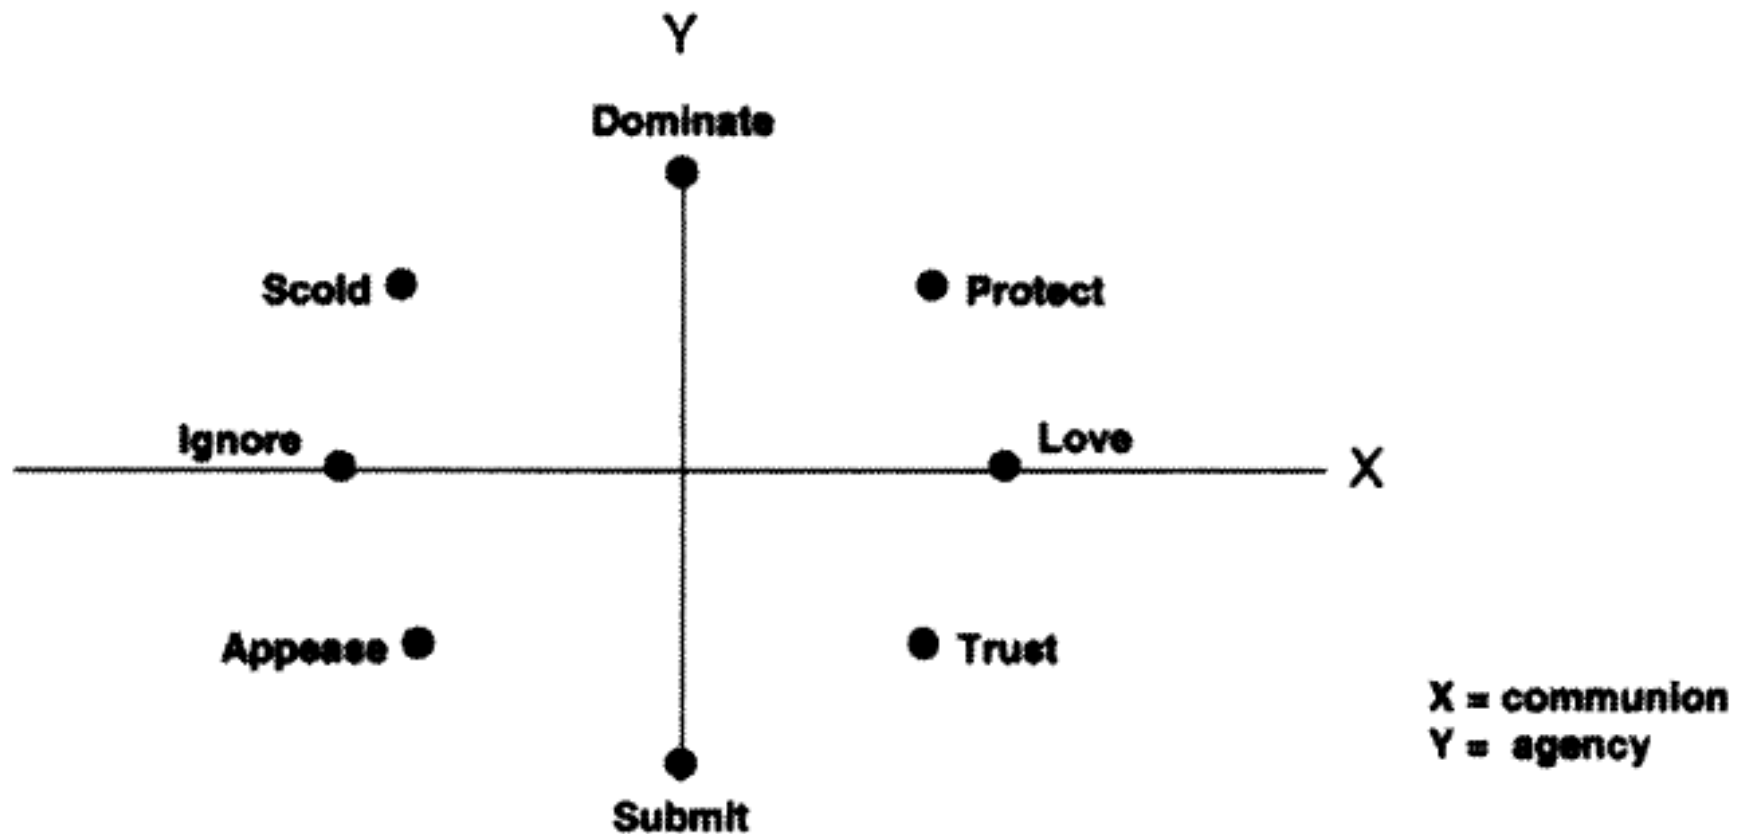 Y
Dominate
Scold
Protect
Ignore
Love
X
Appease
Trust
X = communion
Y = agency
Submit